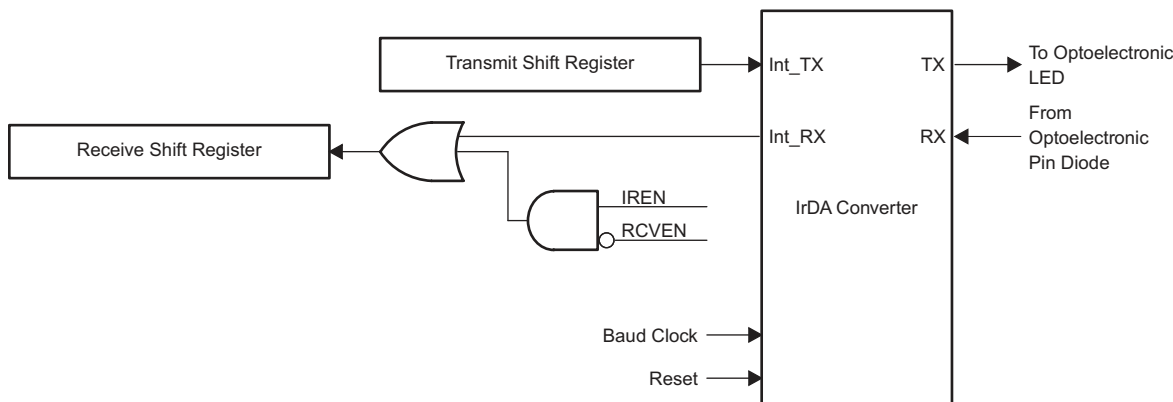 Transmit Shift Register
Int_TX
TX
To Optoelectronic
LED
Receive Shift Register
Int_RX
RX
From
Optoelectronic
Pin Diode
IREN
RCVEN
IrDA Converter
Baud Clock
Reset